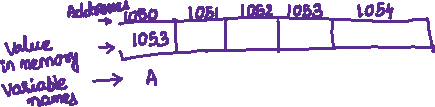 Addresses → 1050 1051 1052 1053 1054
Value in memory → 1053
Variable names → A